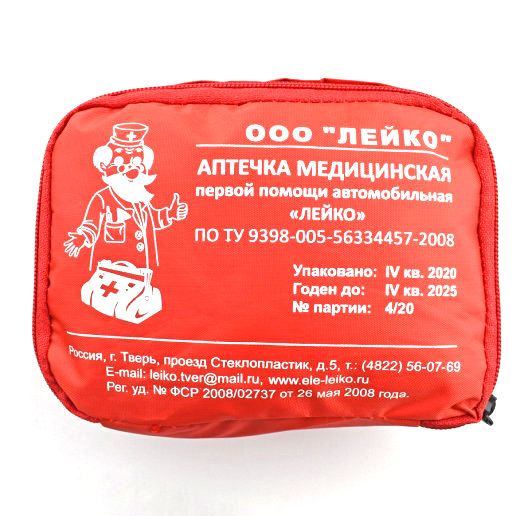 ООО "ЛЕЙКО"
АПТЕЧКА МЕДИЦИНСКАЯ
первой помощи автомобильная
«ЛЕЙКО»
ПО ТУ 9398-005-56334457-2008
Упаковано: IV кв. 2020
Годен до: IV кв. 2025
№ партии: 4/20
Россия, г. Тверь, проезд Стеклопластик, д.5, т.: (4822) 56-07-69
E-mail: leiko.tver@mail.ru, www.ele-leiko.ru
Рег. уд. № ФСР 2008/02737 от 26 мая 2008 года.